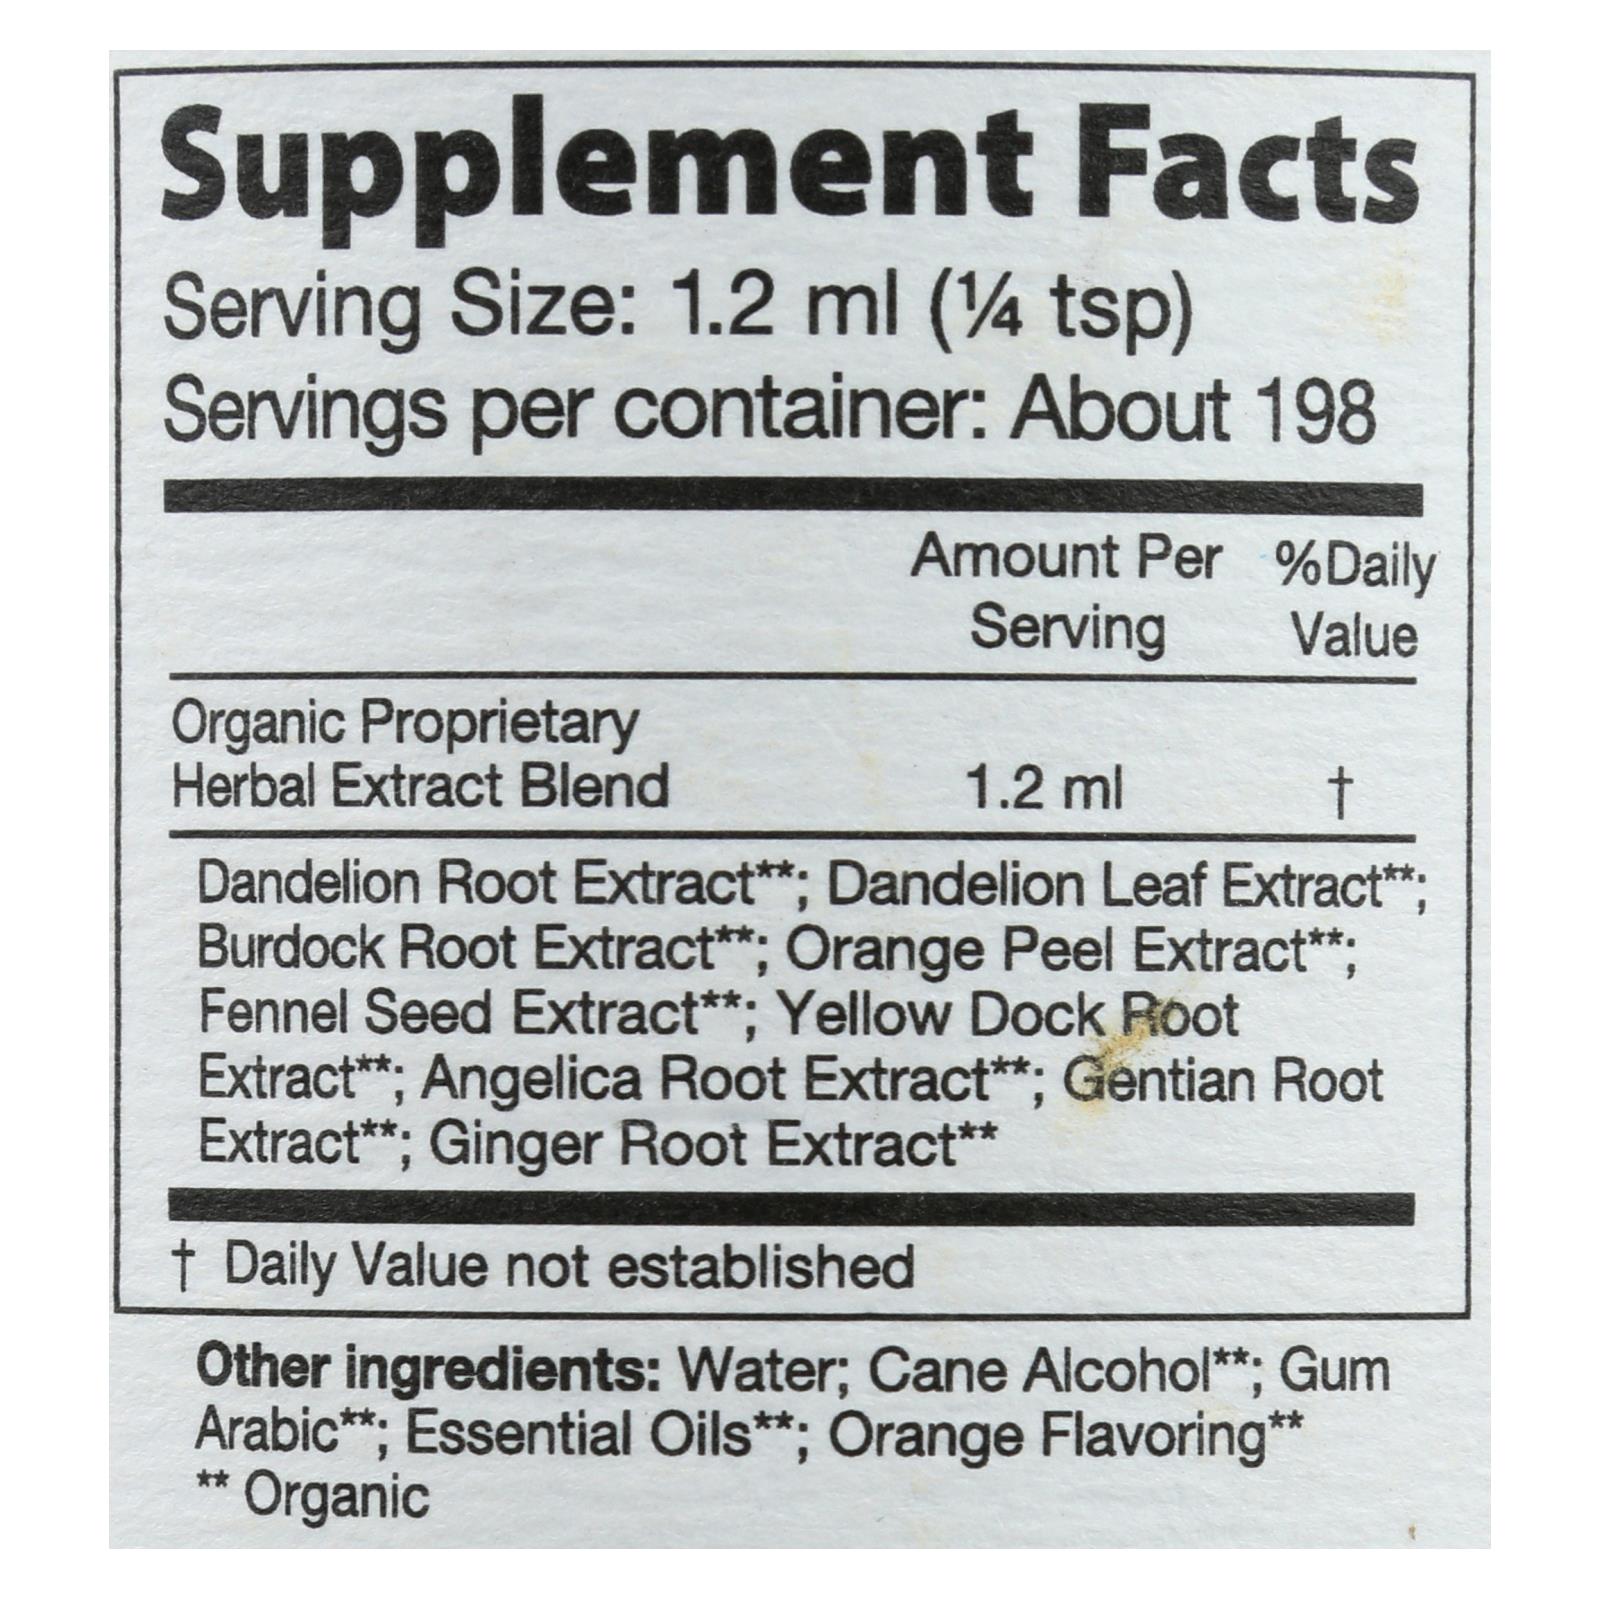 Supplement Facts
Serving Size: 1.2 ml (¼ tsp)
Servings per container: About 198
Amount Per %Daily
Serving Value
Organic Proprietary
Herbal Extract Blend 1.2 ml †
Dandelion Root Extract**; Dandelion Leaf Extract**;
Burdock Root Extract**; Orange Peel Extract**;
Fennel Seed Extract**; Yellow Dock Root
Extract**; Angelica Root Extract**; Gentian Root
Extract**; Ginger Root Extract**
† Daily Value not established
Other ingredients: Water; Cane Alcohol**; Gum
Arabic**; Essential Oils**; Orange Flavoring**
** Organic